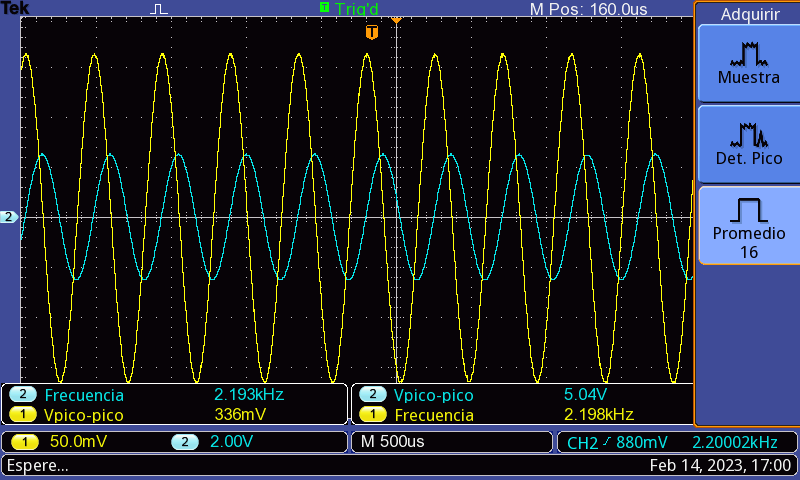 Tek T Trig'd M Pos: 160.0us
Adquirir
T
Muestra
Det. Pico
2
Promedio
16
2 Frecuencia 2.193kHz 2 Vpico-pico 5.04V
1 Vpico-pico 336mV 1 Frecuencia 2.198kHz
1 50.0mV 2 2.00V M 500us CH2 880mV 2.20002kHz
Espere... Feb 14, 2023, 17:00